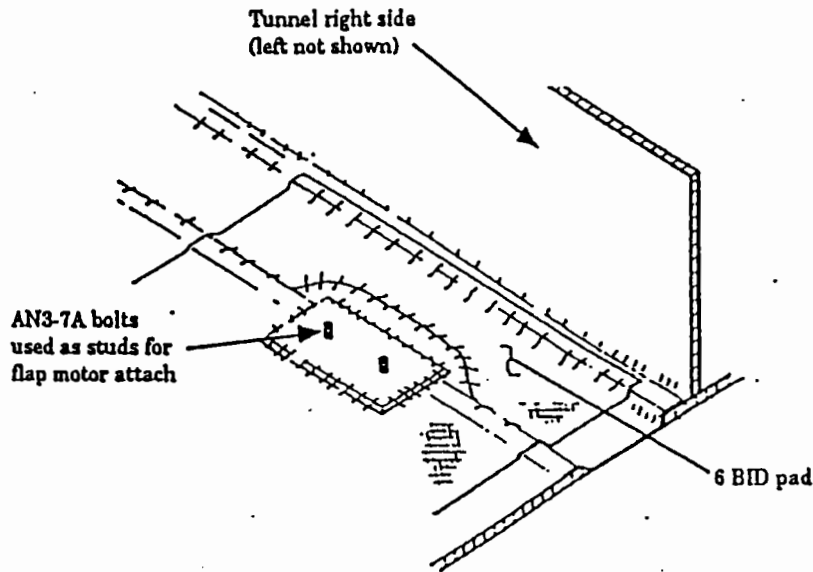 Tunnel right side
(left not shown)
AN3-7A bolts
used as studs for
flap motor attach
6 BID pad